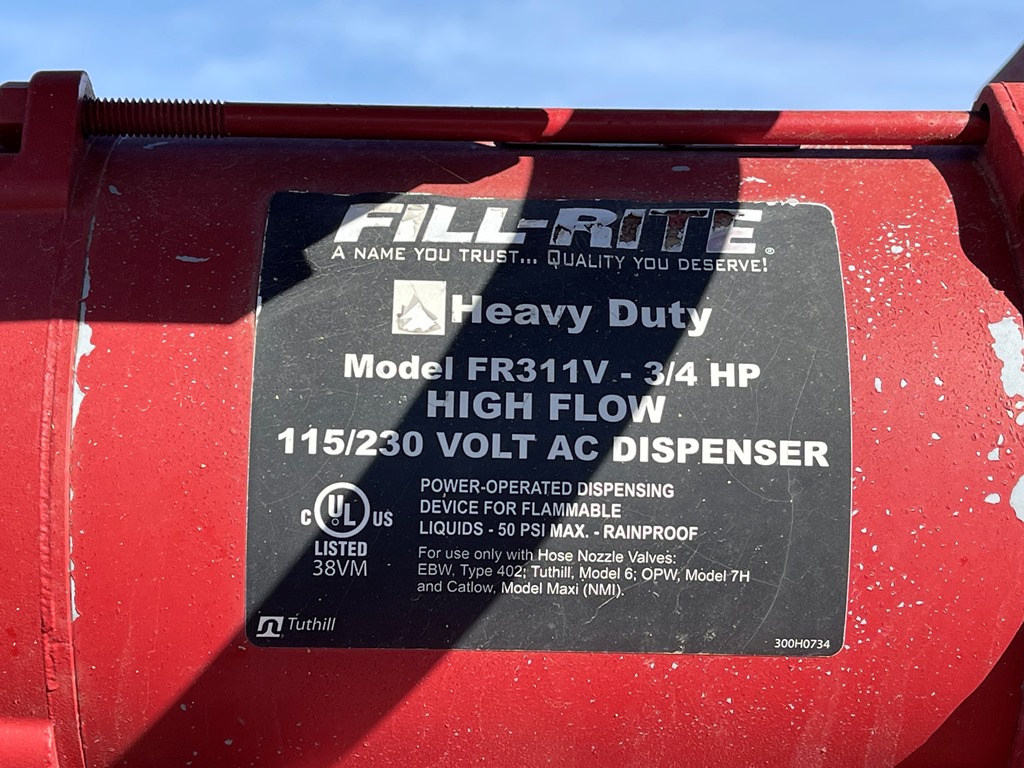 FILL-RITE®
A NAME YOU TRUST... QUALITY YOU DESERVE!
Heavy Duty
Model FR311V - 3/4 HP
HIGH FLOW
115/230 VOLT AC DISPENSER
C UL US
LISTED
38VM
POWER-OPERATED DISPENSING
DEVICE FOR FLAMMABLE
LIQUIDS - 50 PSI MAX. - RAINPROOF
For use only with Hose Nozzle Valves:
EBW, Type 402; Tuthill, Model 6; OPW, Model 7H
and Catlow, Model Maxi (NMI).
Tuthill
300H0734